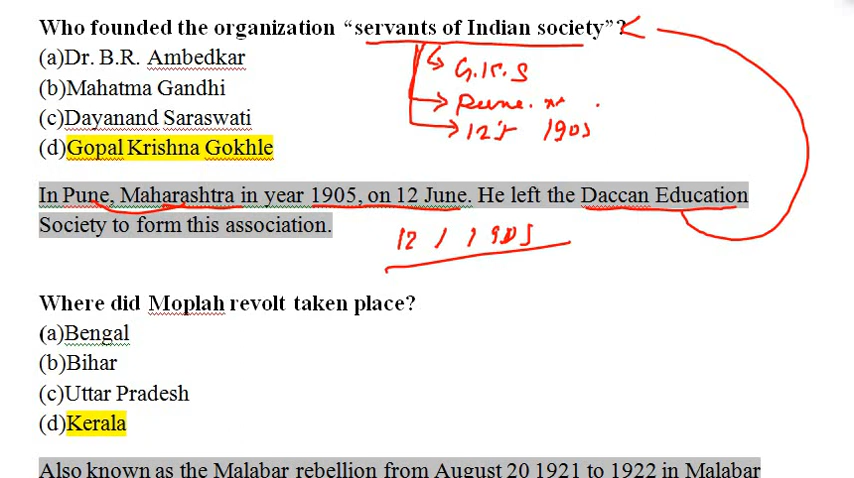 Who founded the organization “servants of Indian society”?
(a)Dr. B.R. Ambedkar
(b)Mahatma Gandhi
(c)Dayanand Saraswati
(d)Gopal Krishna Gokhle
G.K. S
Pune.
12 1905
In Pune, Maharashtra in year 1905, on 12 June. He left the Daccan Education
Society to form this association.
12 / / 1905
Where did Moplah revolt taken place?
(a)Bengal
(b)Bihar
(c)Uttar Pradesh
(d)Kerala
Also known as the Malabar rebellion from August 20 1921 to 1922 in Malabar